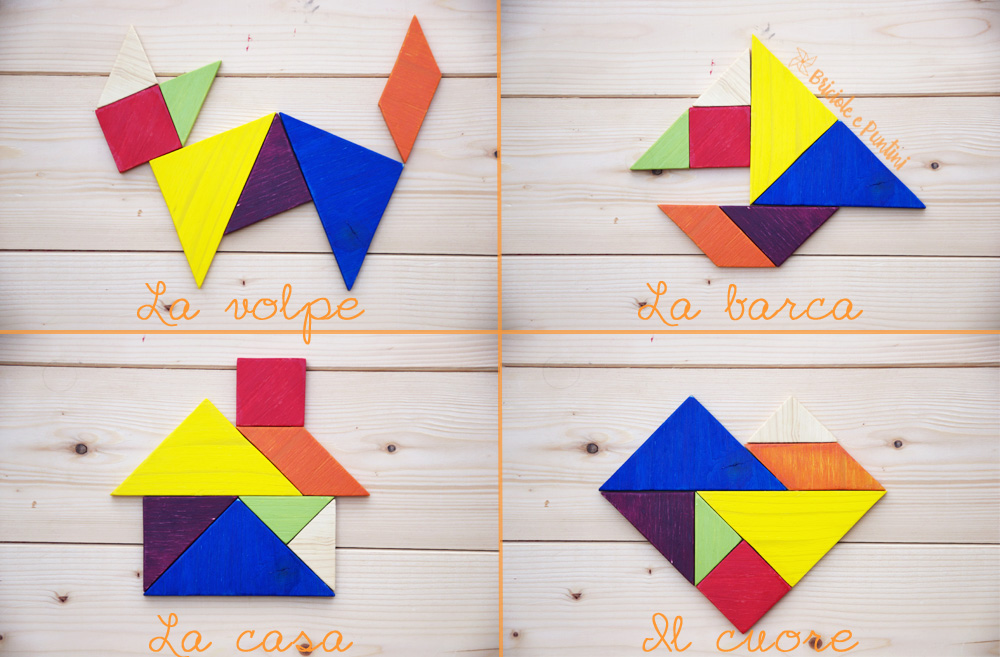 La volpe
Briciole e Puntini
La barca
La casa
Il cuore